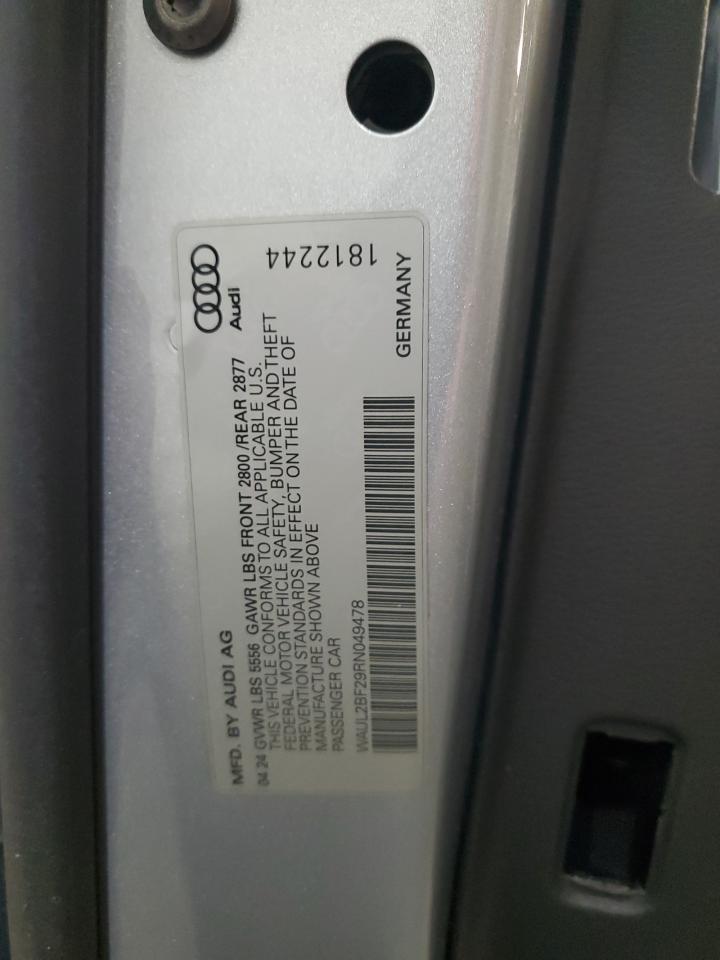 Audi
MFD. BY AUDI AG
04 24 GVWR LBS 5556 GAWR LBS FRONT 2800/REAR 2877
THIS VEHICLE CONFORMS TO ALL APPLICABLE U.S.
FEDERAL MOTOR VEHICLE SAFETY, BUMPER AND THEFT
PREVENTION STANDARDS IN EFFECT ON THE DATE OF
MANUFACTURE SHOWN ABOVE
PASSENGER CAR
WAUL2BF29RN049478
GERMANY
1812244